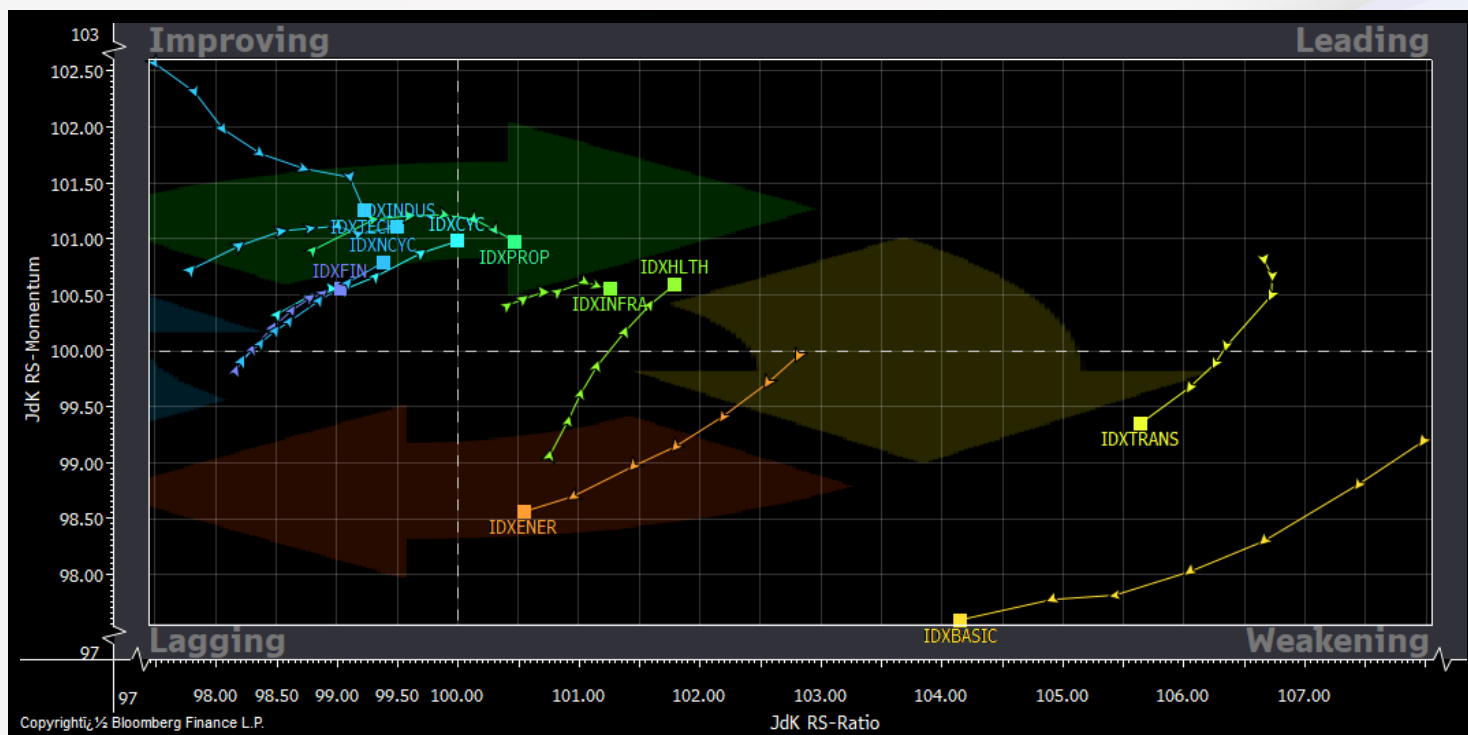 Improving
Leading
103
102.50
102.00
101.50
101.00
100.50
100.00
99.50
99.00
98.50
98.00
97
JdK RS-Momentum
IDXINDUS
IDXTECH
IDXCYC
IDXNCYC
IDXPROP
IDXFIN
IDXHLTH
IDXINFRA
IDXTRANS
IDXENER
IDXBASIC
Lagging
Weakening
97
98.00
98.50
99.00
99.50
100.00
101.00
102.00
103.00
104.00
105.00
106.00
107.00
JdK RS-Ratio
Copyrightï¿½ Bloomberg Finance L.P.